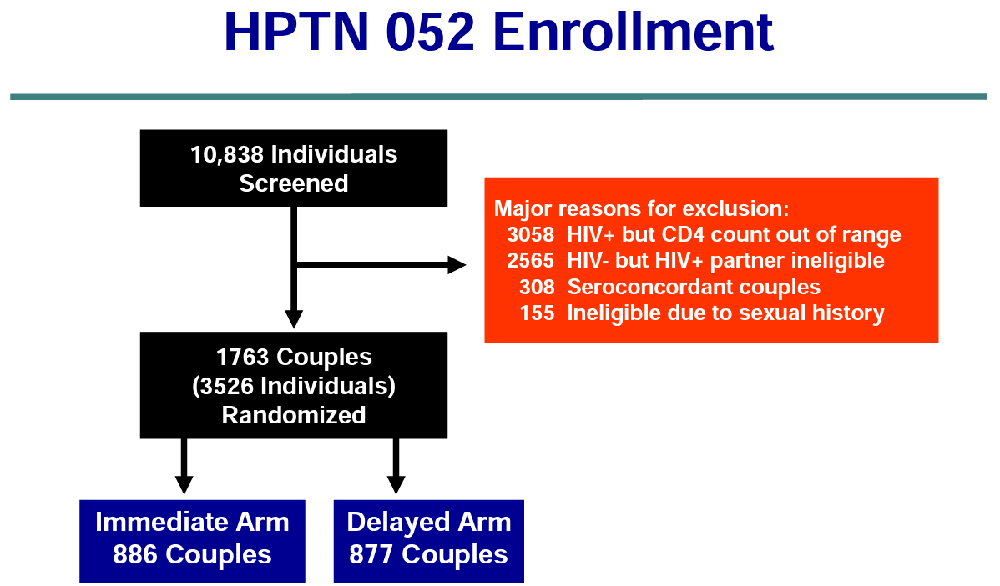 HPTN 052 Enrollment
10,838 Individuals
Screened
Major reasons for exclusion:
3058 HIV+ but CD4 count out of range
2565 HIV- but HIV+ partner ineligible
308 Seroconcordant couples
155 Ineligible due to sexual history
1763 Couples
(3526 Individuals)
Randomized
Immediate Arm
886 Couples
Delayed Arm
877 Couples